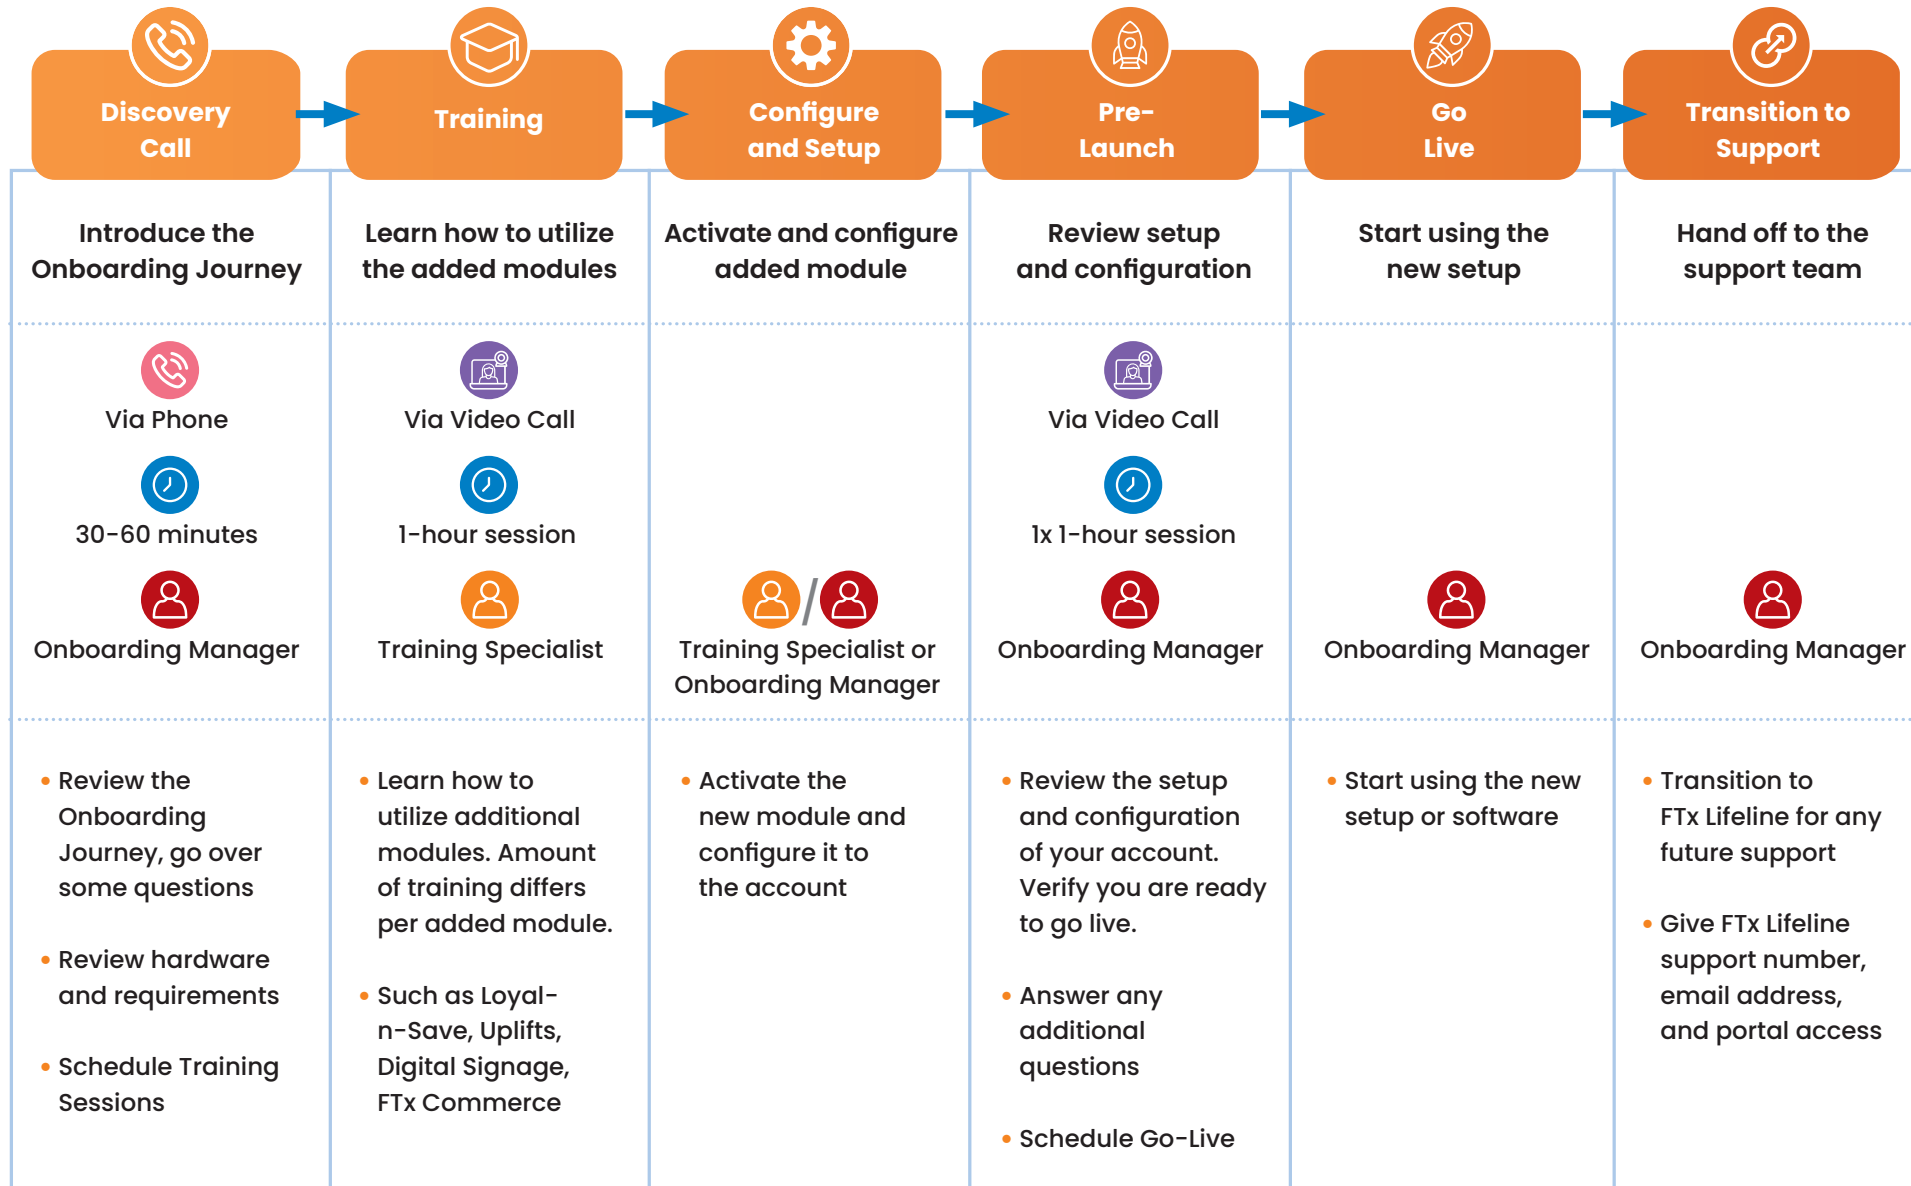 Discovery
Call
Training
Configure
and Setup
Pre-
Launch
Go
Live
Transition to
Support
Introduce the
Onboarding Journey
Learn how to utilize
the added modules
Activate and configure
added module
Review setup
and configuration
Start using the
new setup
Hand off to the
support team
Via Phone
30-60 minutes
Onboarding Manager
Via Video Call
1-hour session
Training Specialist
Training Specialist or
Onboarding Manager
Via Video Call
1x 1-hour session
Onboarding Manager
Onboarding Manager
Onboarding Manager
• Review the
Onboarding
Journey, go over
some questions
• Review hardware
and requirements
• Schedule Training
Sessions
• Learn how to
utilize additional
modules. Amount
of training differs
per added module.
• Such as Loyal-
n-Save, Uplifts,
Digital Signage,
FTx Commerce
• Activate the
new module and
configure it to
the account
• Review the setup
and configuration
of your account.
Verify you are ready
to go live.
• Answer any
additional
questions
• Schedule Go-Live
• Start using the new
setup or software
• Transition to
FTx Lifeline for any
future support
• Give FTx Lifeline
support number,
email address,
and portal access